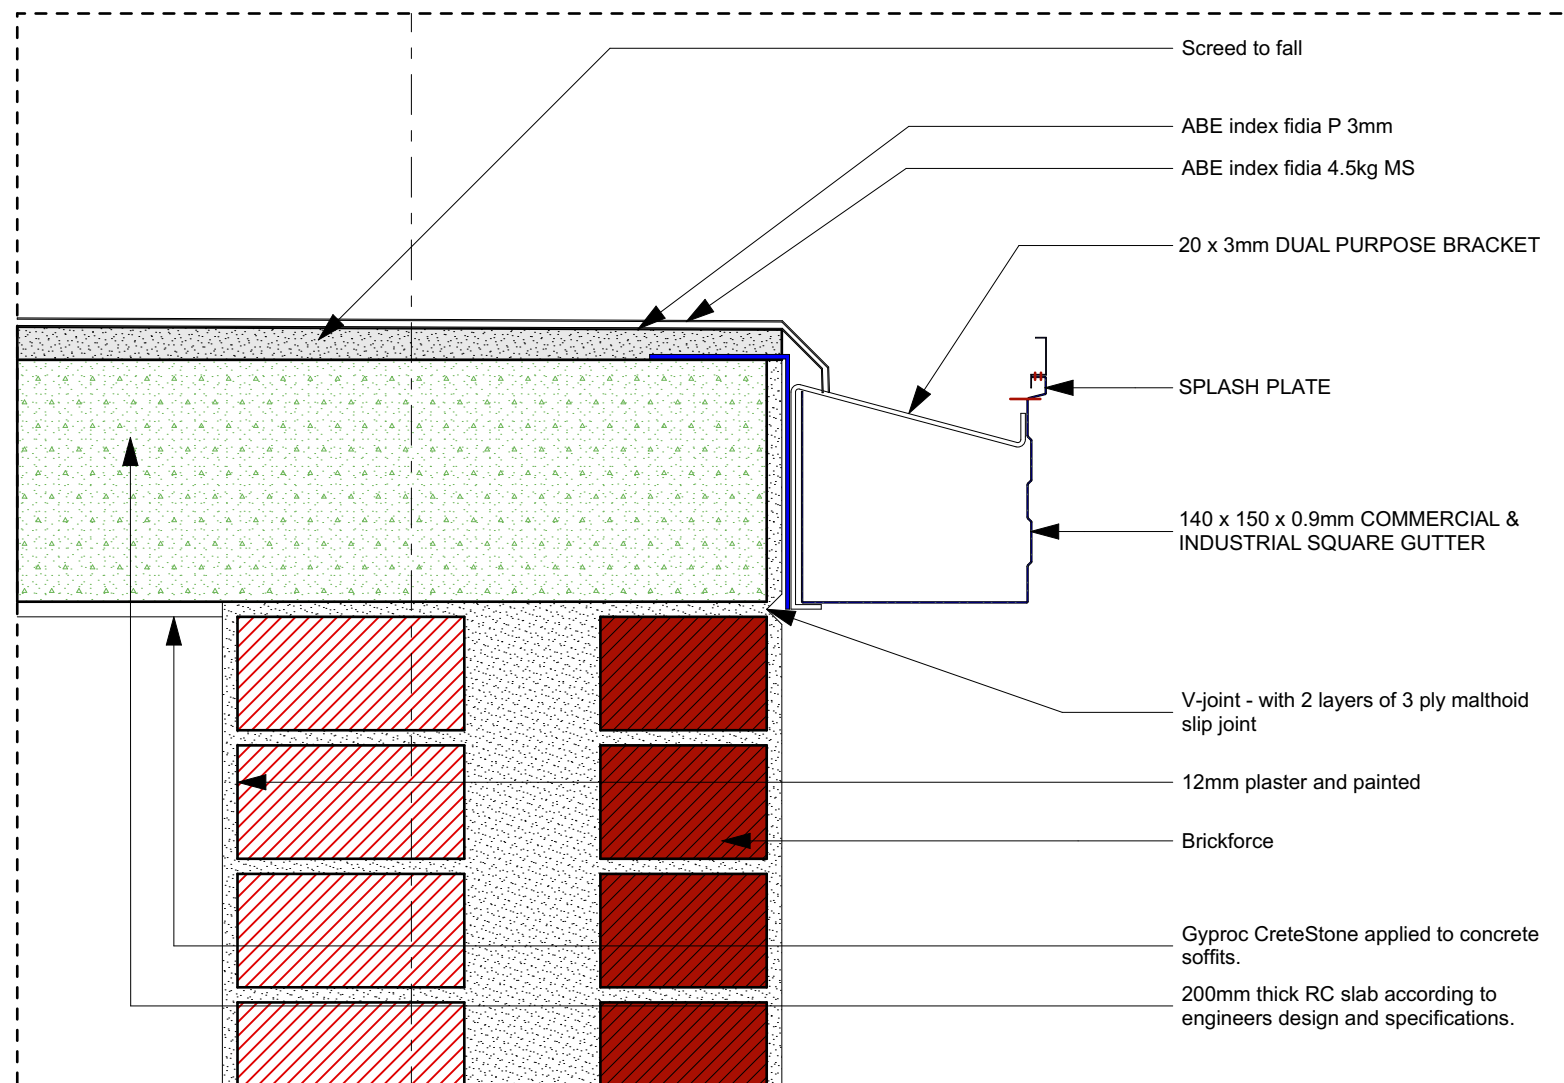 Screed to fall
ABE index fidia P 3mm
ABE index fidia 4.5kg MS
20 x 3mm DUAL PURPOSE BRACKET
SPLASH PLATE
140 x 150 x 0.9mm COMMERCIAL &
INDUSTRIAL SQUARE GUTTER
V-joint - with 2 layers of 3 ply malthoid
slip joint
12mm plaster and painted
Brickforce
Gyproc CreteStone applied to concrete
soffits.
200mm thick RC slab according to
engineers design and specifications.